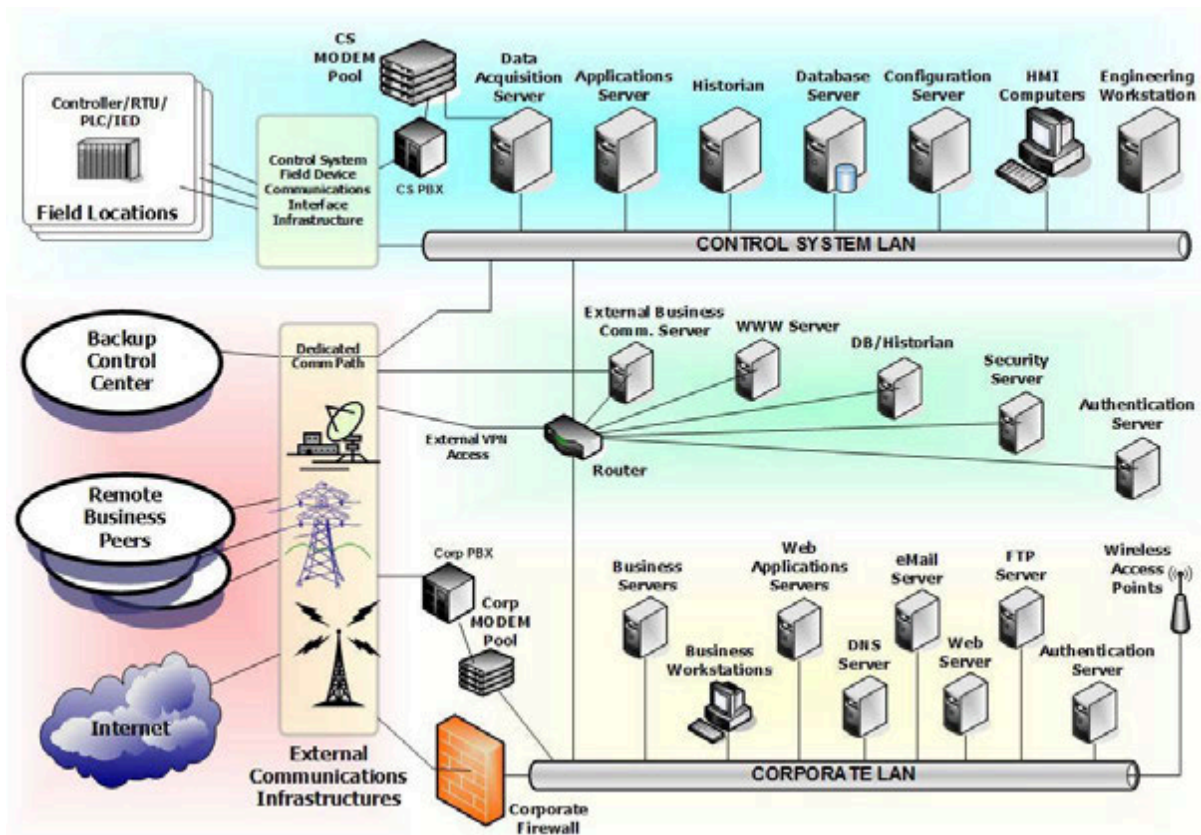 CS
MODEM
Pool
Data
Acquisition
Server
Applications
Server
Historian
Database
Server
Configuration
Server
HMI
Computers
Engineering
Workstation
Controller/RTU/
PLC/IED
Field Locations
Control System
Field Device
Communications
Interface
Infrastructure
CS PBX
CONTROL SYSTEM LAN
Backup
Control
Center
Dedicated
Comm Path
External Business
Comm. Server
WWW Server
DB/Historian
Security
Server
Authentication
Server
External VPN
Access
Router
Remote
Business
Peers
Corp PBX
Corp
MODEM
Pool
Business
Servers
Web
Applications
Servers
eMail
Server
FTP
Server
Wireless
Access
Points
Business
Workstations
DNS
Server
Web
Server
Authentication
Server
Internet
External
Communications
Infrastructures
Corporate
Firewall
CORPORATE LAN